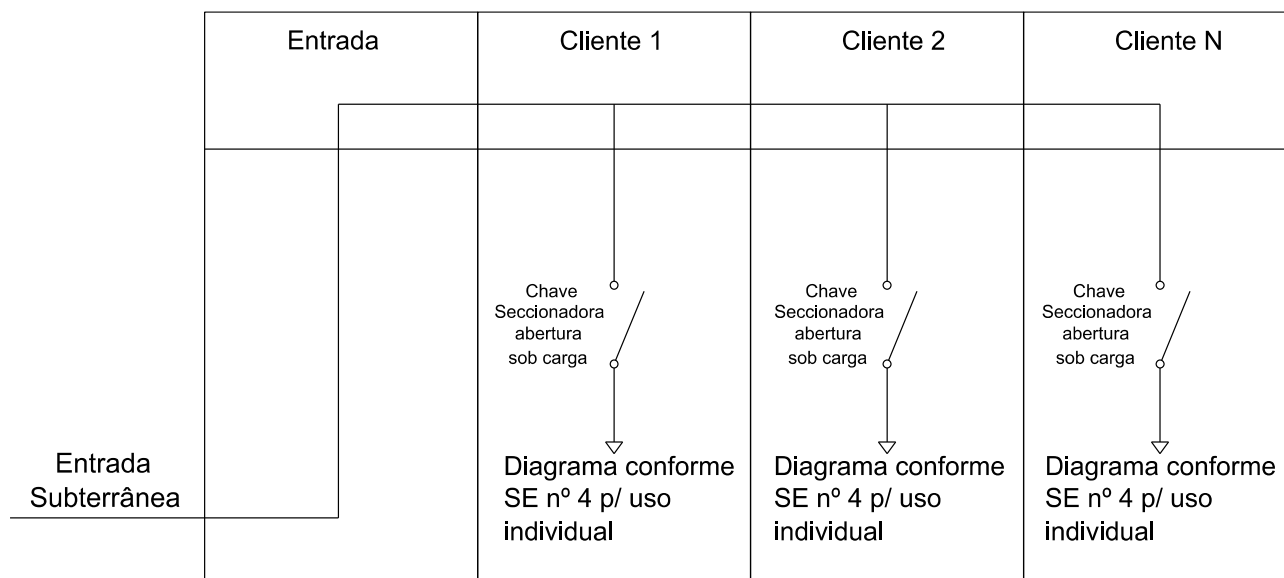 Entrada
Cliente 1
Cliente 2
Cliente N
Chave
Seccionadora
abertura
sob carga
Chave
Seccionadora
abertura
sob carga
Chave
Seccionadora
abertura
sob carga
Entrada
Subterrânea
Diagrama conforme
SE nº 4 p/ uso
individual
Diagrama conforme
SE nº 4 p/ uso
individual
Diagrama conforme
SE nº 4 p/ uso
individual